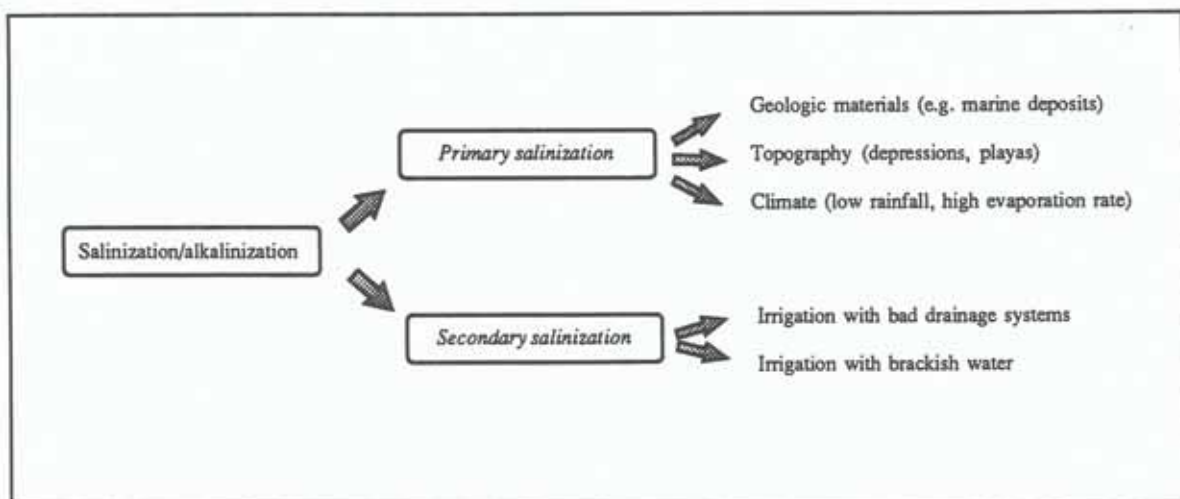 Geologic materials (e.g. marine deposits)
Primary salinization
Topography (depressions, playas)
Climate (low rainfall, high evaporation rate)
Salinization/alkalinization
Irrigation with bad drainage systems
Secondary salinization
Irrigation with brackish water